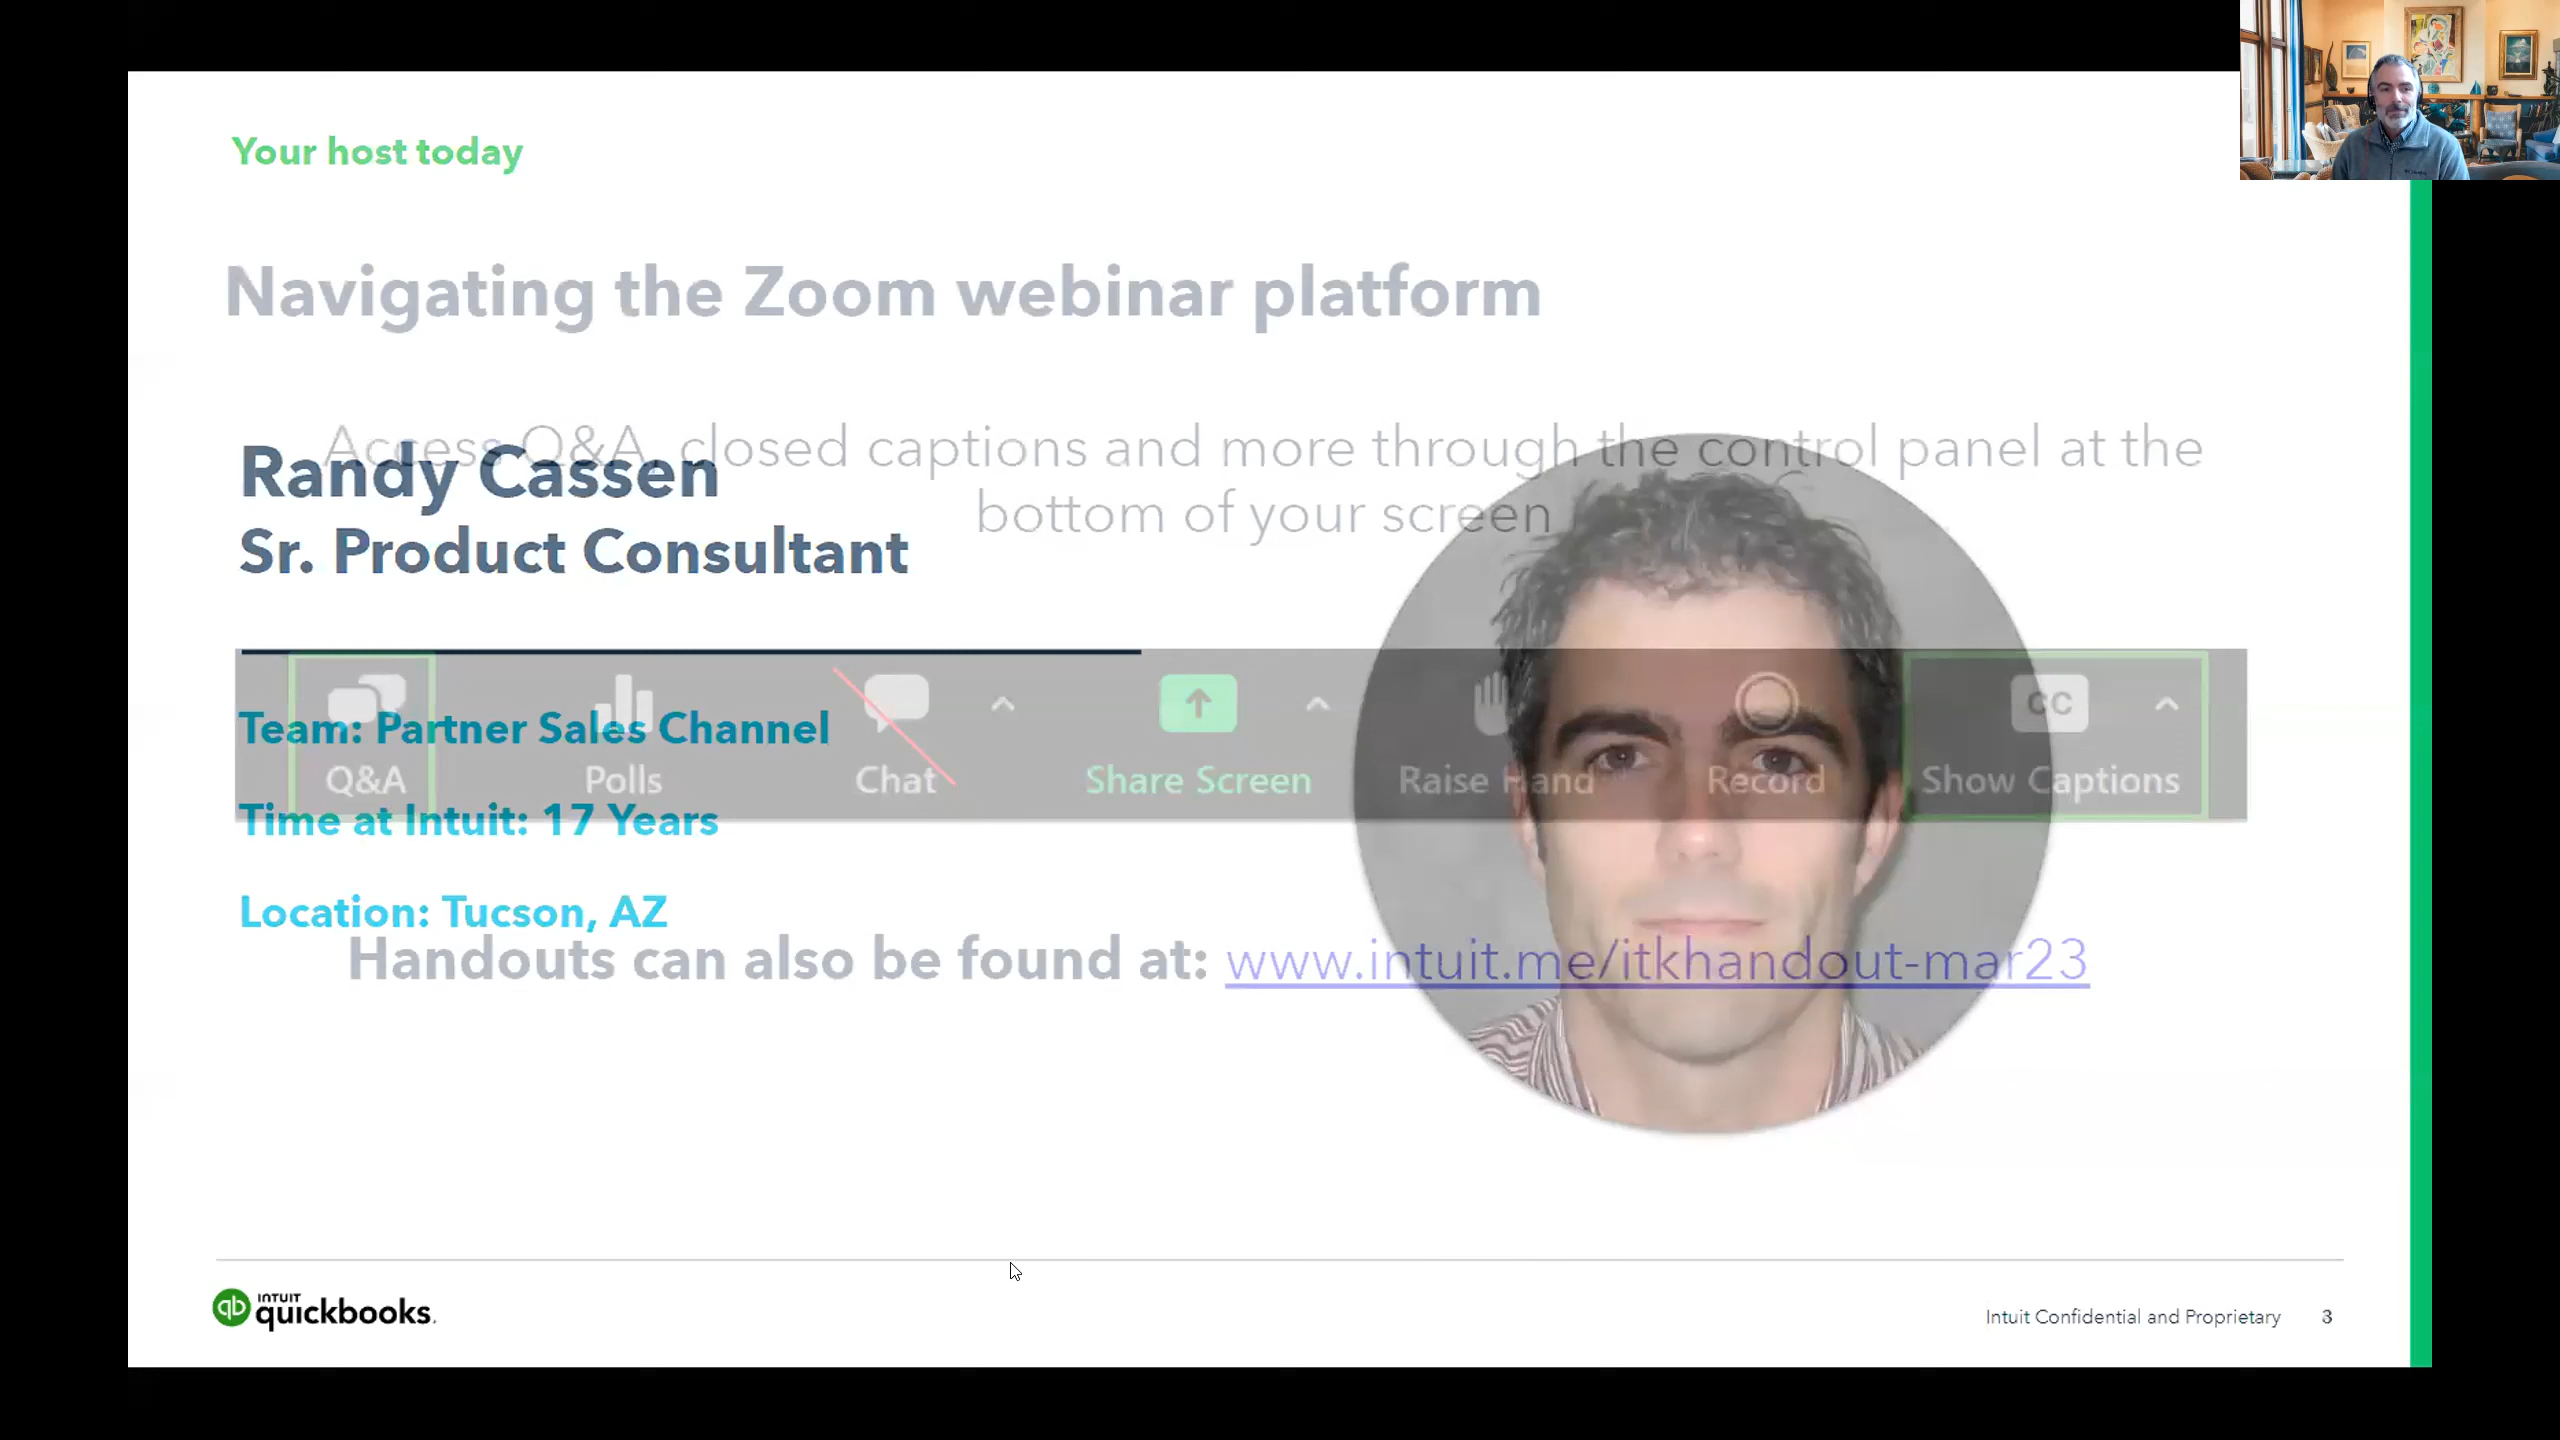 Your host today
Navigating the Zoom webinar platform
Access Q&A, closed captions and more through the control panel at the
bottom of your screen
Randy Cassen
Sr. Product Consultant
Team: Partner Sales Channel
Q&A Polls Chat Share Screen Raise Hand Record CC Show Captions
Time at Intuit: 17 Years
Location: Tucson, AZ
Handouts can also be found at: www.intuit.me/itkhandout-mar23
qb INTUIT
quickbooks.
Intuit Confidential and Proprietary 3